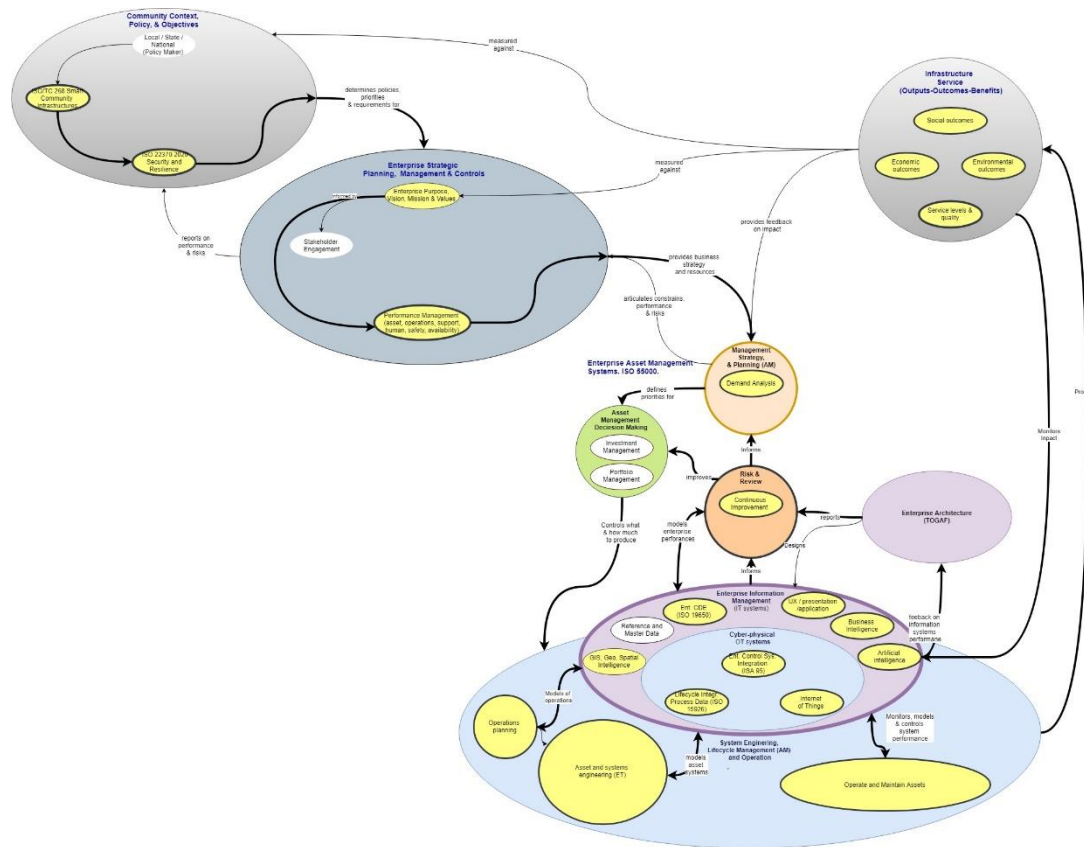 Community Context,
Policy, & Objectives
Local / State /
National
(Policy Maker)
ISO/TC 268 Smart
Community
Infrastructures
ISO 22370 2020
Security and
Resilience
determines policies,
priorities
& requirements for
measured
against
Infrastructure
Service
(Outputs-Outcomes-Benefits)
Social outcomes
Economic
outcomes
Environmental
outcomes
Service levels &
quality
Enterprise Strategic
Planning, Management & Controls
Enterprise Purpose,
Vision, Mission & Values
Stakeholder
Engagement
Performance Management
(asset, operations, support,
human, safety, availability)
measured
against
reports on
performance
& risks
provides feedback
on impact
provides business
strategy
and resources
articulates constrains,
performance
& risks
Enterprise Asset Management
Systems. ISO 55000.
Management
Strategy,
& Planning (AM)
Demand Analysis
defines
priorities for
Asset
Management
Decision Making
Investment
Management
Portfolio
Management
Informs
improves
Risk &
Review
Continuous
Improvement
Monitors
impact
Enterprise Architecture
(TOGAF)
reports
Designs
Controls what
& how much
to produce
models
enterprise
perforances
Informs
Enterprise Information
Management
(IT systems)
Ent. CDE
(ISO 19650)
UX / presentation
/application
Business
Intelligence
Artificial
intelligence
Reference and
Master Data
GIS, Geo, Spatial
Intelligence
feeback on
information
systems
performane
Cyber-physical
OT systems
Ent. Control Sys
Integration
(ISA 95)
Lifecycle Integr.
Process Data (ISO
15926)
Internet
of Things
Models of
operations
Operations
planning
Asset and systems
engineering (ET)
models
asset
systems
System Enginering,
Lifecycle Management (AM)
and Operation
Monitors, models
& controls
system
performance
Operate and Maintain Assets